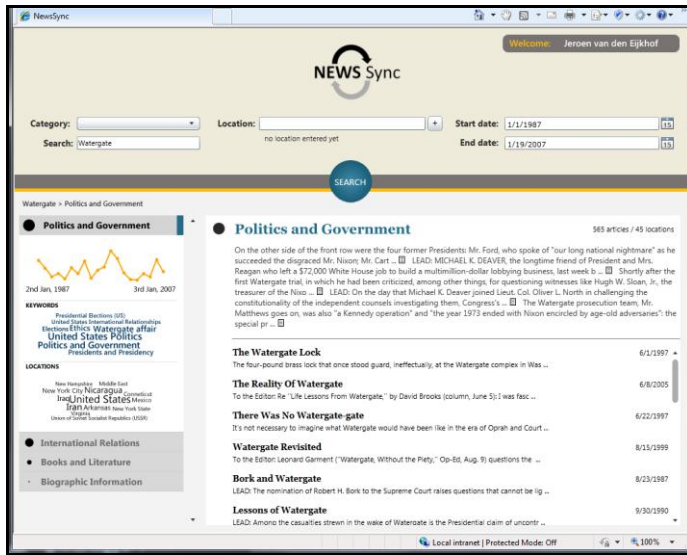 NewsSync
Welcome: Jeroen van den Eijkhof
NEWS Sync
Category:
Location:
+
Start date: 1/1/1987
15
Search: Watergate
no location entered yet
End date: 1/19/2007
15
SEARCH
Watergate > Politics and Government
Politics and Government
2nd Jan, 1987
3rd Jan, 2007
KEYWORDS
Presidential Elections (US)
United States International Relationships
Elections Ethics Watergate affair
United States Politics
Politics and Government
Presidents and Presidency
LOCATIONS
New Hampshire Middle East
New York City Nicaragua Connecticut
Iraq United States Mexico
Iran Arkansas New York State
Virginia
Union of Soviet Socialist Republics (USSR)
International Relations
Books and Literature
Biographic Information
Politics and Government
565 articles / 45 locations
On the other side of the front row were the four former Presidents: Mr. Ford, who spoke of "our long national nightmare" as he
succeeded the disgraced Mr. Nixon; Mr. Cart ... LEAD: MICHAEL K. DEAVER, the longtime friend of President and Mrs.
Reagan who left a $72,000 White House job to build a multimillion-dollar lobbying business, last week b ... Shortly after the
first Watergate trial, in which he had been criticized, among other things, for questioning witnesses like Hugh W. Sloan, Jr., the
treasurer of the Nixo ... LEAD: On the day that Michael K. Deaver joined Lieut. Col. Oliver L. North in challenging the
constitutionality of the independent counsels investigating them, Congress's ... The Watergate prosecution team, Mr.
Matthews goes on, was also "a Kennedy operation" and "the year 1973 ended with Nixon encircled by age-old adversaries": the
special pr ...
The Watergate Lock
6/1/1997
The four-pound brass lock that once stood guard, ineffectually, at the Watergate complex in Was ...
The Reality Of Watergate
6/8/2005
To the Editor: Re "Life Lessons From Watergate," by David Brooks (column, June 5): I was fasc ...
There Was No Watergate-gate
6/22/1997
It's not necessary to imagine what Watergate would have been like in the era of Oprah and Court ...
Watergate Revisited
8/15/1999
To the Editor: Leonard Garment ("Watergate, Without the Piety," Op-Ed, Aug. 9) questions the ...
Bork and Watergate
8/23/1987
LEAD: The nomination of Robert H. Bork to the Supreme Court raises questions that cannot be lig ...
Lessons of Watergate
9/30/1990
LEAD: Among the casualties strewn in the wake of Watergate is the Presidential claim of uncontr ...
Local intranet | Protected Mode: Off
100%